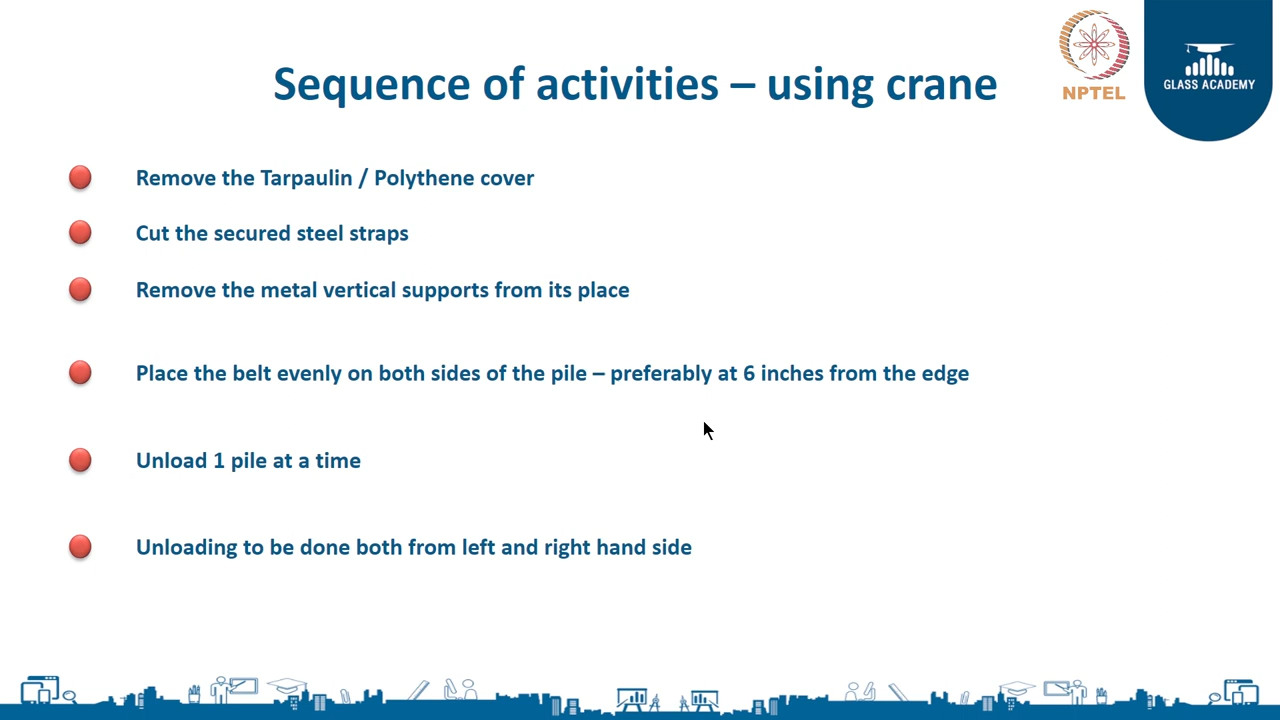 Sequence of activities – using crane
NPTEL
GLASS ACADEMY
Remove the Tarpaulin / Polythene cover
Cut the secured steel straps
Remove the metal vertical supports from its place
Place the belt evenly on both sides of the pile – preferably at 6 inches from the edge
Unload 1 pile at a time
Unloading to be done both from left and right hand side